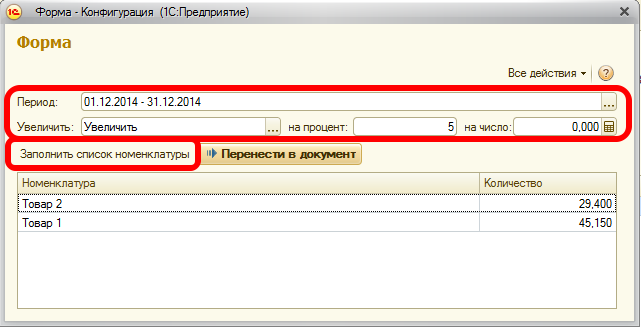 1С Форма - Конфигурация (1С:Предприятие)
Форма
Все действия ?
Период: 01.12.2014 - 31.12.2014 ...
Увеличить: Увеличить ... на процент: 5 на число: 0,000
Заполнить список номенклатуры Перенести в документ
Номенклатура Количество
Товар 2 29,400
Товар 1 45,150